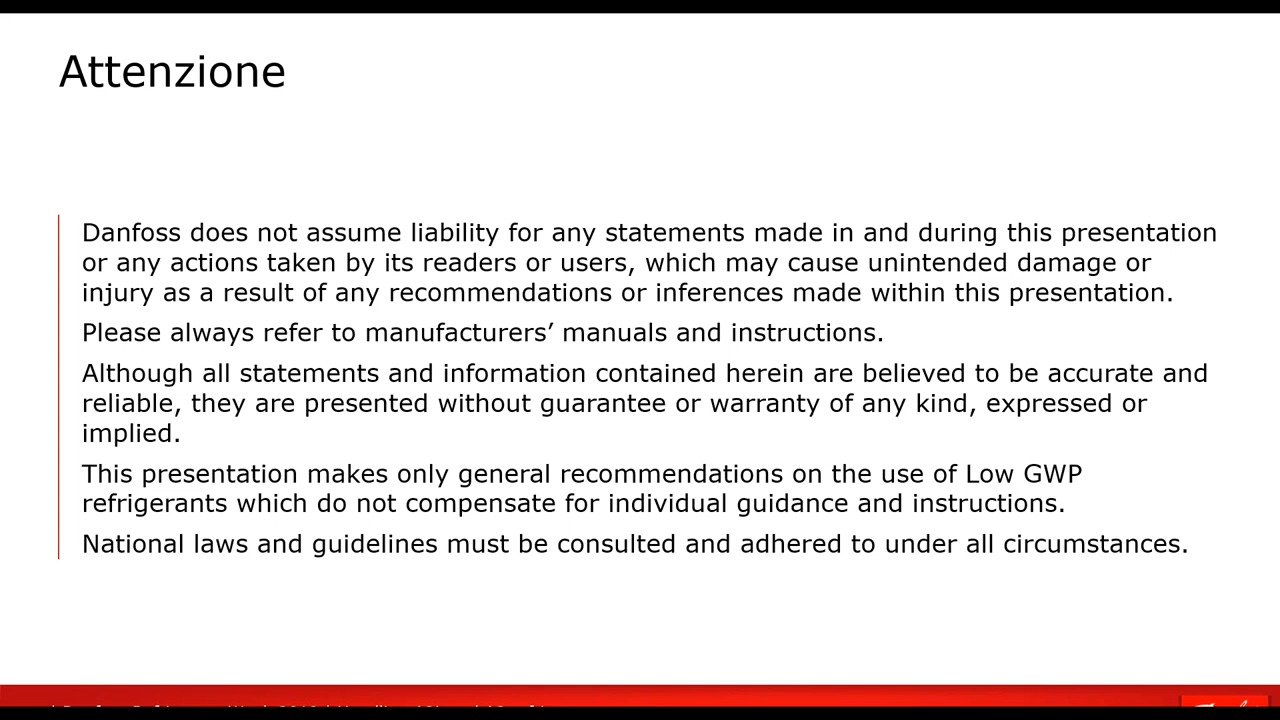 Attenzione
Danfoss does not assume liability for any statements made in and during this presentation
or any actions taken by its readers or users, which may cause unintended damage or
injury as a result of any recommendations or inferences made within this presentation.
Please always refer to manufacturers’ manuals and instructions.
Although all statements and information contained herein are believed to be accurate and
reliable, they are presented without guarantee or warranty of any kind, expressed or
implied.
This presentation makes only general recommendations on the use of Low GWP
refrigerants which do not compensate for individual guidance and instructions.
National laws and guidelines must be consulted and adhered to under all circumstances.